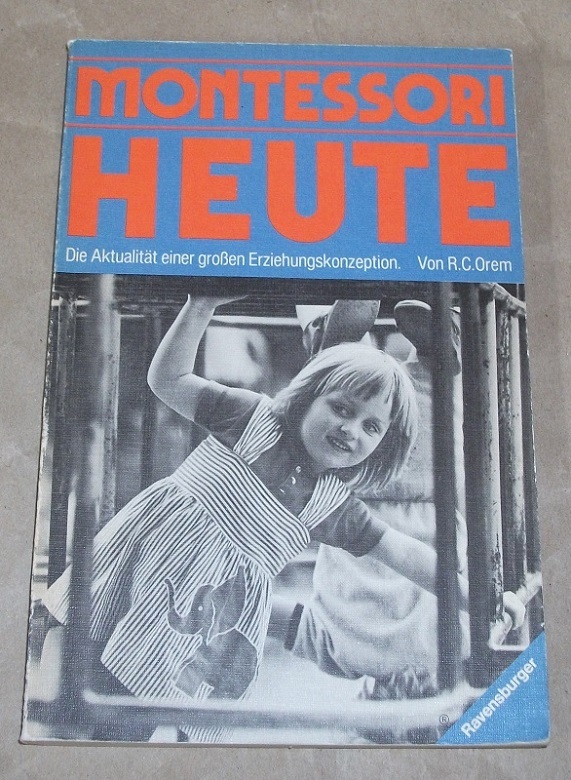 MONTESSORI
HEUTE
Die Aktualität einer großen Erziehungskonzeption. Von R.C.Orem
®
Ravensburger